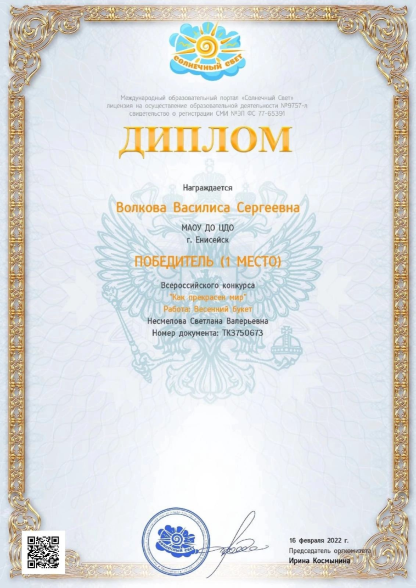 СОЛНЕЧНЫЙ СВЕТ
Международный образовательный портал «Солнечный Свет»
лицензия на осуществление образовательной деятельности №9757-л
свидетельство о регистрации СМИ №ЭЛ ФС 77-65391
ДИПЛОМ
Награждается
Волкова Василиса Сергеевна
МАОУ ДО ЦДО
г. Енисейск
ПОБЕДИТЕЛЬ (1 МЕСТО)
Всероссийского конкурса
"Как прекрасен мир"
Работа: Весенний букет
Несмелова Светлана Валерьевна
Номер документа: ТК3750673
16 февраля 2022 г.
Председатель оргкомитета
Ирина Космынина